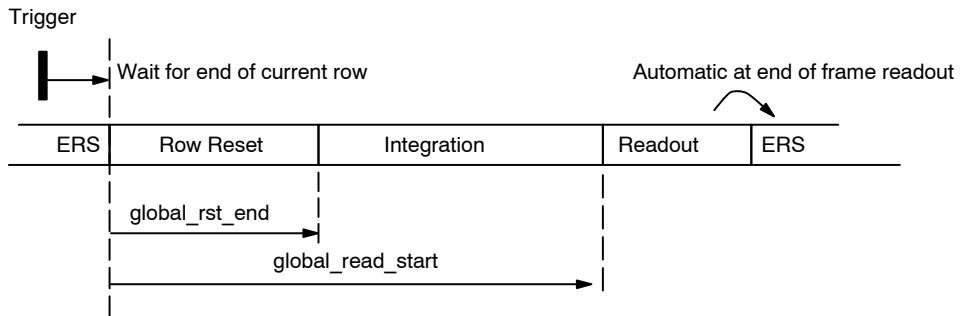 Trigger
Wait for end of current row
Automatic at end of frame readout
ERS
Row Reset
Integration
Readout
ERS
global_rst_end
global_read_start